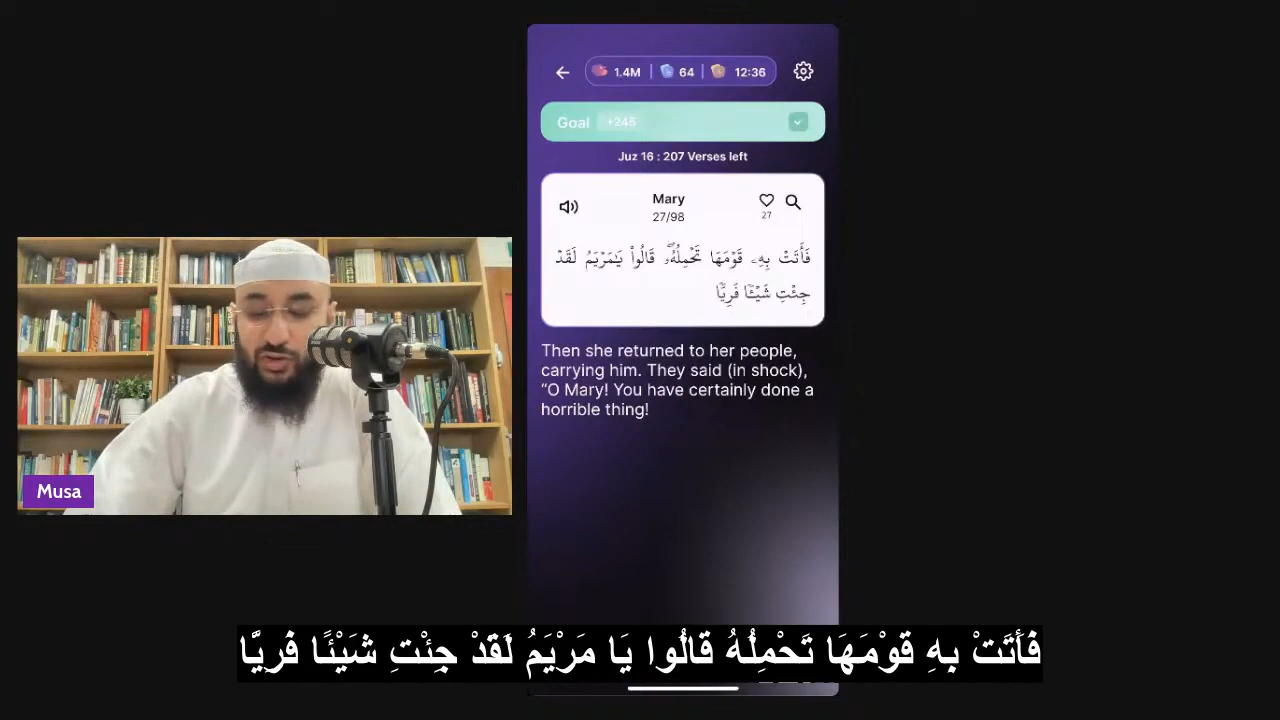 1.4M
64
12:36
Goal +245
Juz 16 : 207 Verses left
Mary
27/98
27
فَأَتَتْ بِهِۦ قَوْمَهَا تَحْمِلُهُۥۖ قَالُوا۟ يَـٰمَرْيَمُ لَقَدْ
جِئْتِ شَيْـًٔا فَرِيًّا
Then she returned to her people,
carrying him. They said (in shock),
“O Mary! You have certainly done a
horrible thing!
Musa
فَأَتَتْ بِهِ قَوْمَهَا تَحْمِلُهُ قَالُوا يَا مَرْيَمُ لَقَدْ جِئْتِ شَيْئًا فَرِيَّا